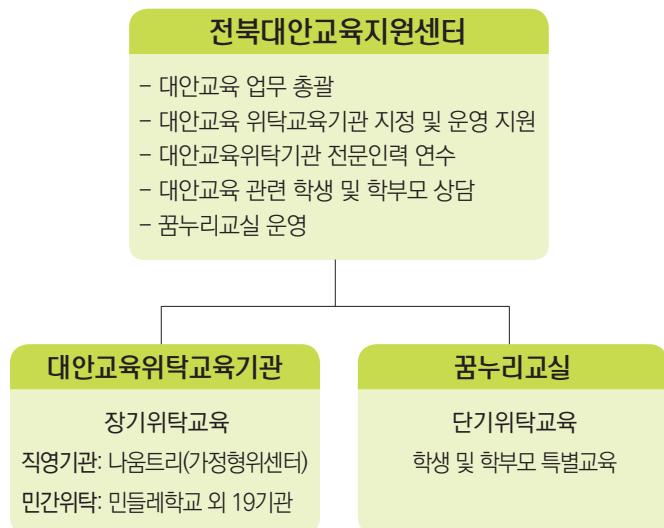 전북대안교육지원센터
– 대안교육 업무 총괄
– 대안교육 위탁교육기관 지정 및 운영 지원
– 대안교육위탁기관 전문인력 연수
– 대안교육 관련 학생 및 학부모 상담
– 꿈누리교실 운영
대안교육위탁교육기관
장기위탁교육
직영기관: 나움트리(가정형위센터)
민간위탁: 민들레학교 외 19기관
꿈누리교실
단기위탁교육
학생 및 학부모 특별교육